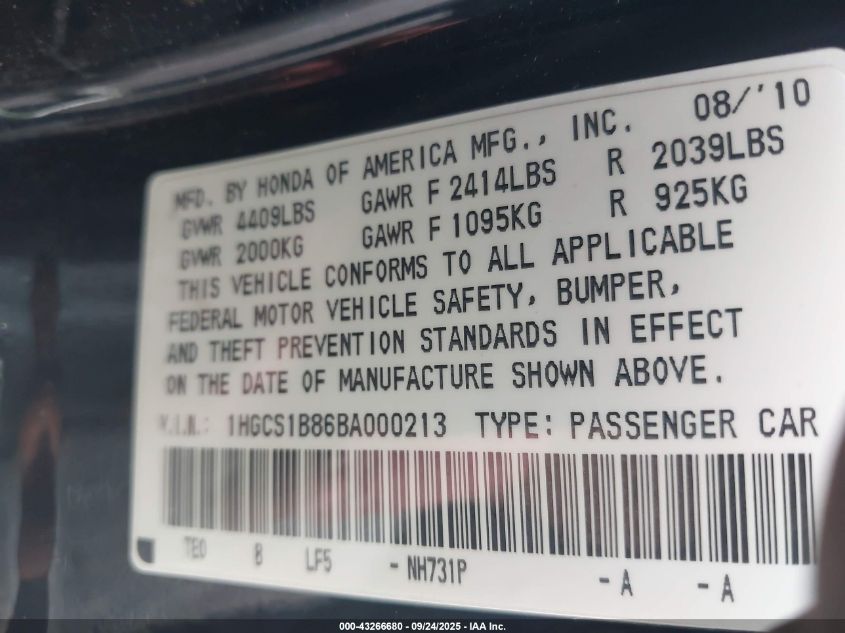 MFD. BY HONDA OF AMERICA MFG., INC. 08/'10
GVWR 4409LBS GAWR F 2414LBS R 2039LBS
GVWR 2000KG GAWR F 1095KG R 925KG
THIS VEHICLE CONFORMS TO ALL APPLICABLE
FEDERAL MOTOR VEHICLE SAFETY, BUMPER,
AND THEFT PREVENTION STANDARDS IN EFFECT
ON THE DATE OF MANUFACTURE SHOWN ABOVE.
V.I.N.: 1HGCS1B86BA000213 TYPE: PASSENGER CAR
TE0 B LF5 -NH731P -A -A
000-43266680 - 09/24/2025 - IAA Inc.